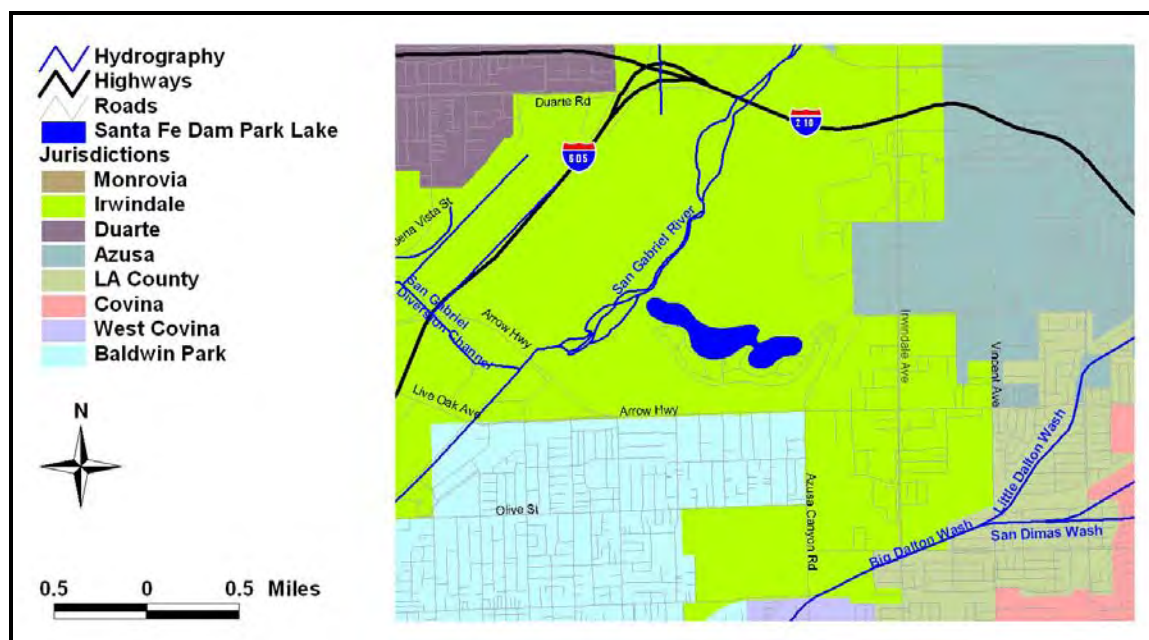 Hydrography
Highways
Roads
Santa Fe Dam Park Lake
Jurisdictions
Monrovia
Irwindale
Duarte
Azusa
LA County
Covina
West Covina
Baldwin Park
N
0.5 0 0.5 Miles
Duarte Rd
210
605
San Gabriel River
San Gabriel
Diversion Channel
Arrow Hwy
Live Oak Ave
Arrow Hwy
Irwindale Ave
Vincent Ave
Little Dalton Wash
Olive St
Azusa Canyon Rd
Big Dalton Wash
San Dimas Wash
Vista St